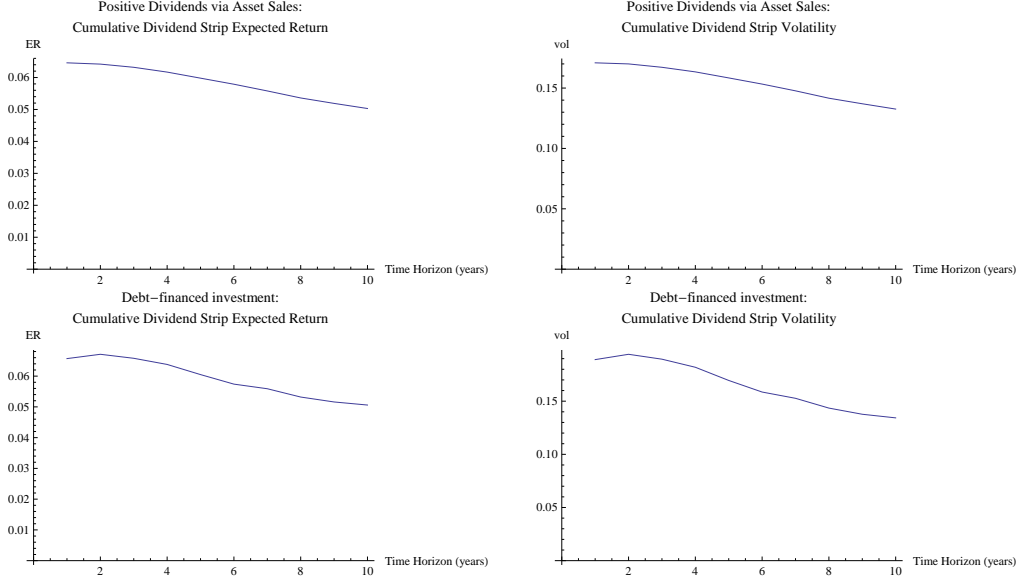 Positive Dividends via Asset Sales:
Cumulative Dividend Strip Expected Return
ER
0.06
0.05
0.04
0.03
0.02
0.01
2 4 6 8 10
Time Horizon (years)
Positive Dividends via Asset Sales:
Cumulative Dividend Strip Volatility
vol
0.15
0.10
0.05
2 4 6 8 10
Time Horizon (years)
Debt−financed investment:
Cumulative Dividend Strip Expected Return
ER
0.06
0.05
0.04
0.03
0.02
0.01
2 4 6 8 10
Time Horizon (years)
Debt−financed investment:
Cumulative Dividend Strip Volatility
vol
0.15
0.10
0.05
2 4 6 8 10
Time Horizon (years)